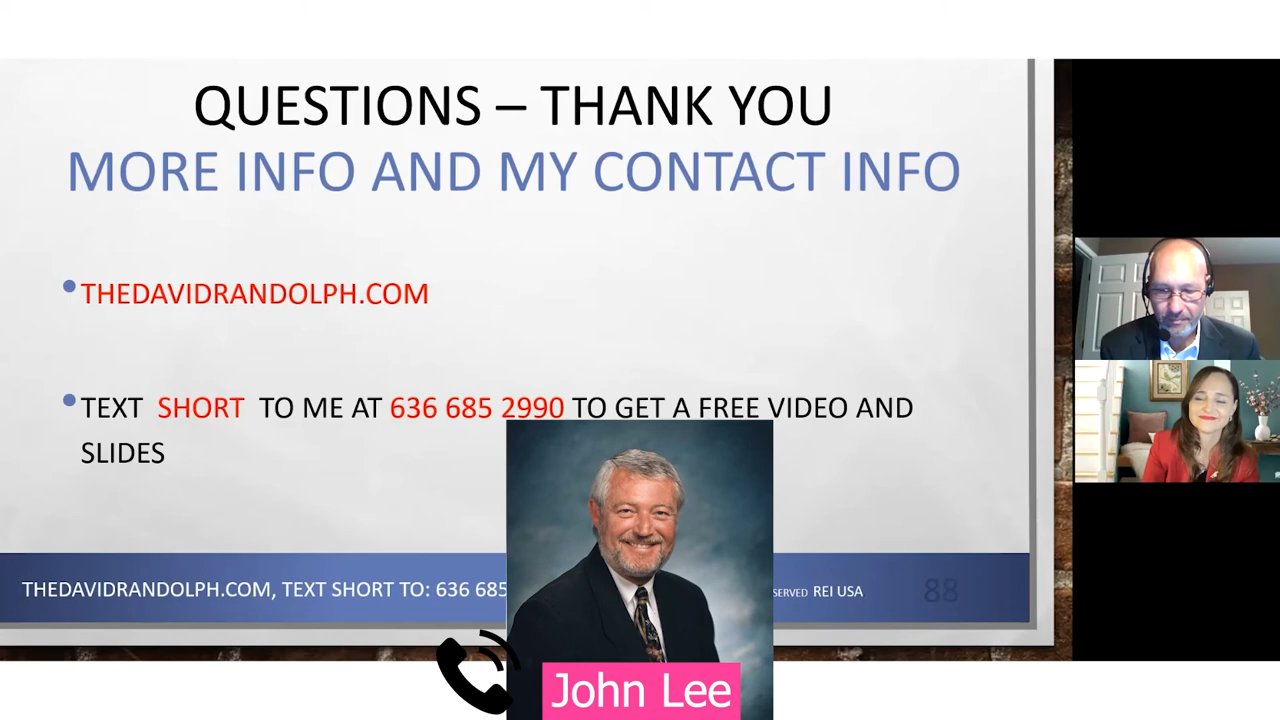 QUESTIONS – THANK YOU
MORE INFO AND MY CONTACT INFO
THEDAVIDRANDOLPH.COM
TEXT SHORT TO ME AT 636 685 2990 TO GET A FREE VIDEO AND
SLIDES
THEDAVIDRANDOLPH.COM, TEXT SHORT TO: 636 685
SERVED REI USA
88
John Lee